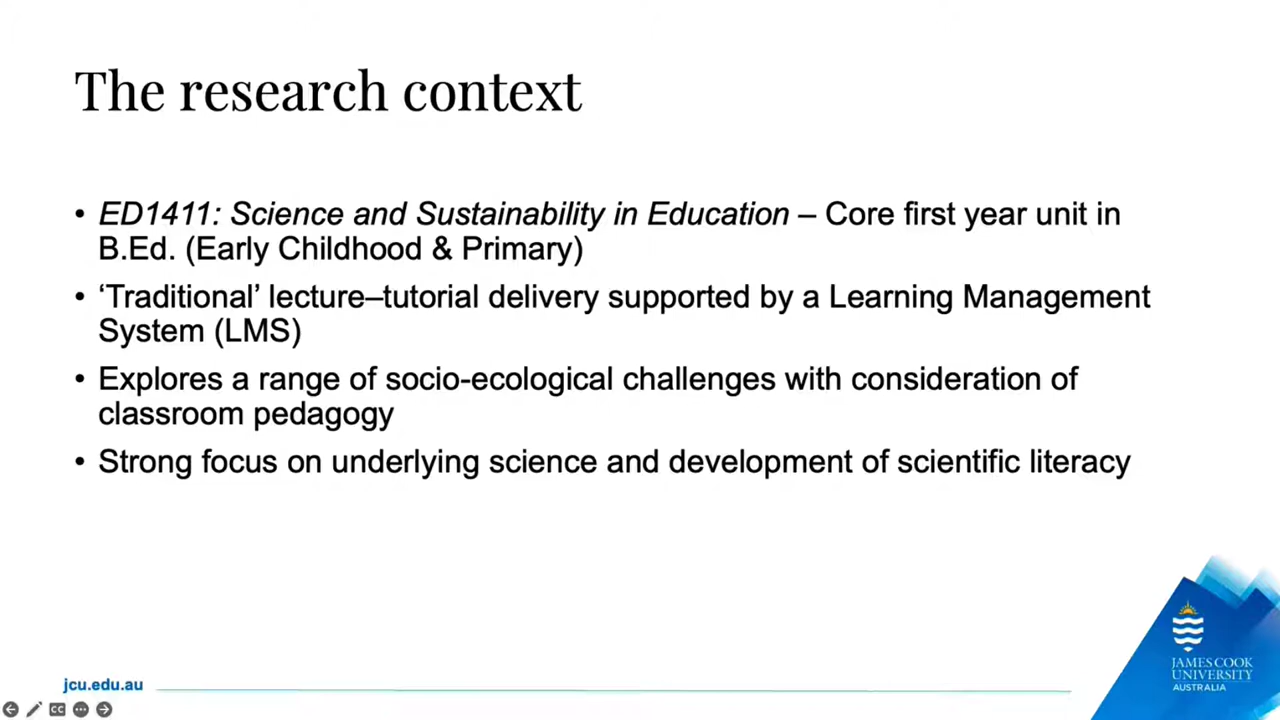 The research context
• ED1411: Science and Sustainability in Education – Core first year unit in
B.Ed. (Early Childhood & Primary)
• ‘Traditional’ lecture–tutorial delivery supported by a Learning Management
System (LMS)
• Explores a range of socio-ecological challenges with consideration of
classroom pedagogy
• Strong focus on underlying science and development of scientific literacy
jcu.edu.au
JAMES COOK
UNIVERSITY
AUSTRALIA
CC